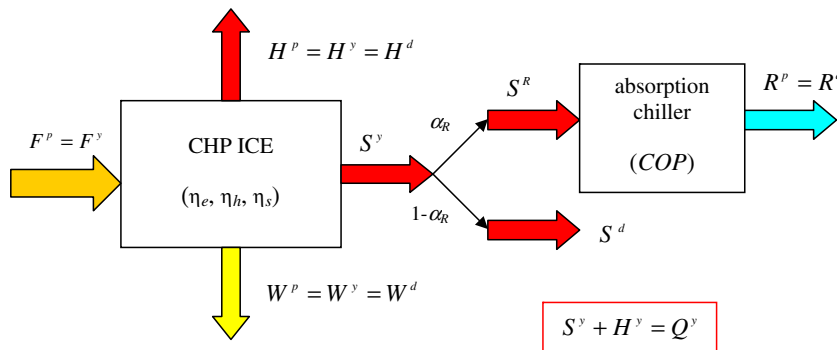 H^p = H^y = H^d
F^p = F^y
CHP ICE
(η_e, η_h, η_s)
S^y
α_R
1-α_R
S^R
S^d
absorption
chiller
(COP)
R^p = R
W^p = W^y = W^d
S^y + H^y = Q^y